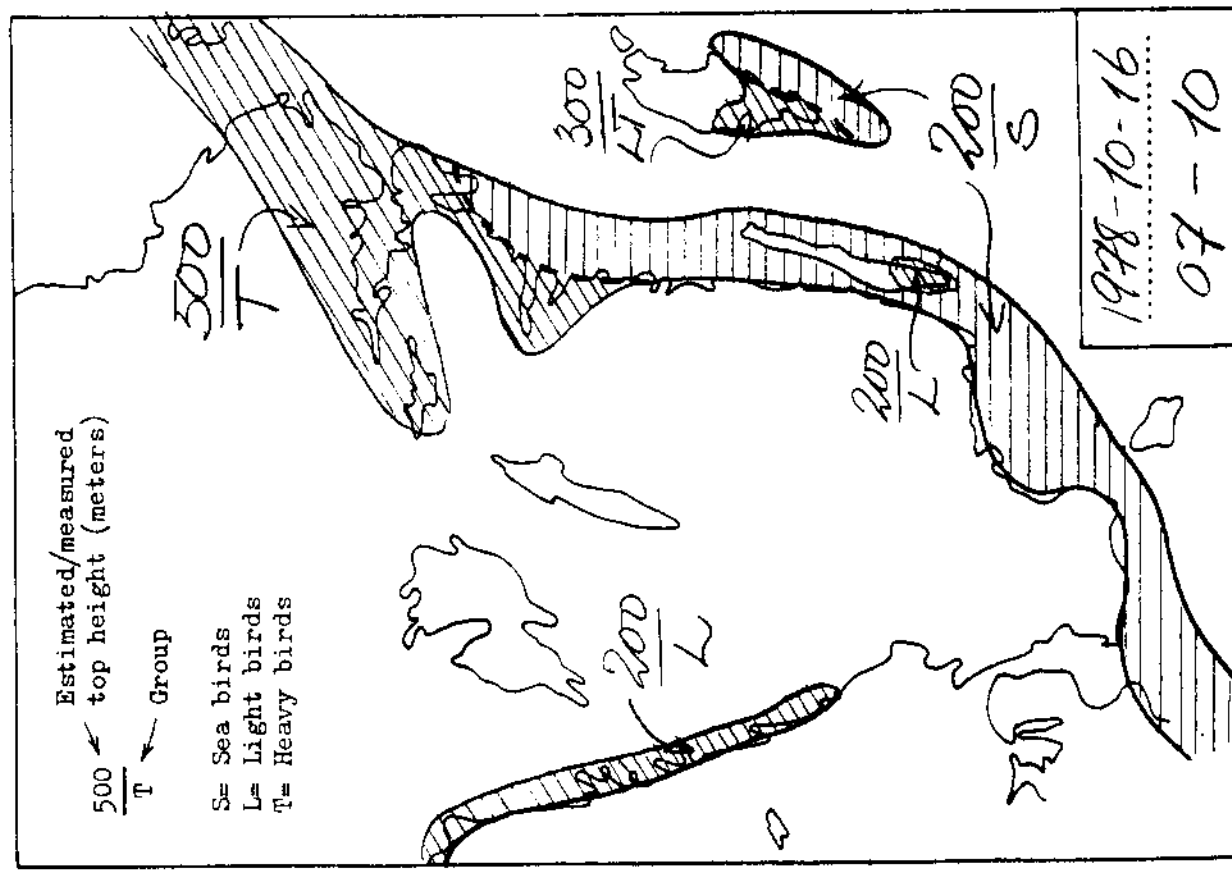 500 Estimated/measured
top height (meters)
T Group
S= Sea birds
L= Light birds
T= Heavy birds
500
T
300
200
S
200
L
200
L
1978-10-16
07 - 10